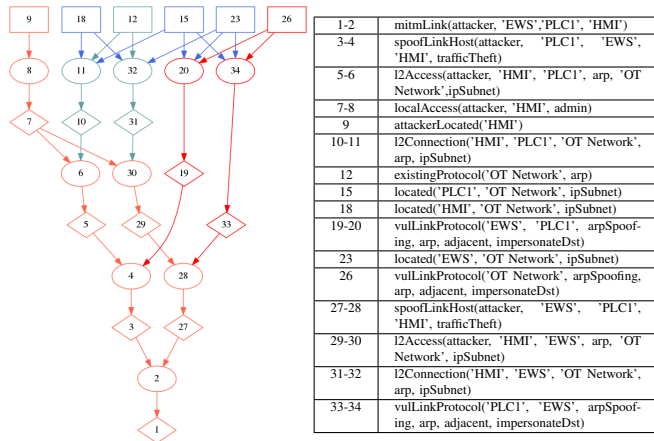 9
18
12
15
23
26
8
11
32
20
34
7
10
31
6
30
19
5
29
33
4
28
3
27
2
1
1-2 mitmLink(attacker, 'EWS','PLC1', 'HMI')
3-4 spoofLinkHost(attacker, 'PLC1', 'EWS',
'HMI', trafficTheft)
5-6 l2Access(attacker, 'HMI', 'PLC1', arp, 'OT
Network',ipSubnet)
7-8 localAccess(attacker, 'HMI', admin)
9 attackerLocated('HMI')
10-11 l2Connection('HMI', 'PLC1', 'OT Network',
arp, ipSubnet)
12 existingProtocol('OT Network', arp)
15 located('PLC1', 'OT Network', ipSubnet)
18 located('HMI', 'OT Network', ipSubnet)
19-20 vulLinkProtocol('EWS', 'PLC1', arpSpoof-
ing, arp, adjacent, impersonateDst)
23 located('EWS', 'OT Network', ipSubnet)
26 vulLinkProtocol('OT Network', arpSpoofing,
arp, adjacent, impersonateDst)
27-28 spoofLinkHost(attacker, 'EWS', 'PLC1',
'HMI', trafficTheft)
29-30 l2Access(attacker, 'HMI', 'EWS', arp, 'OT
Network', ipSubnet)
31-32 l2Connection('HMI', 'EWS', 'OT Network',
arp, ipSubnet)
33-34 vulLinkProtocol('PLC1', 'EWS', arpSpoof-
ing, arp, adjacent, impersonateDst)